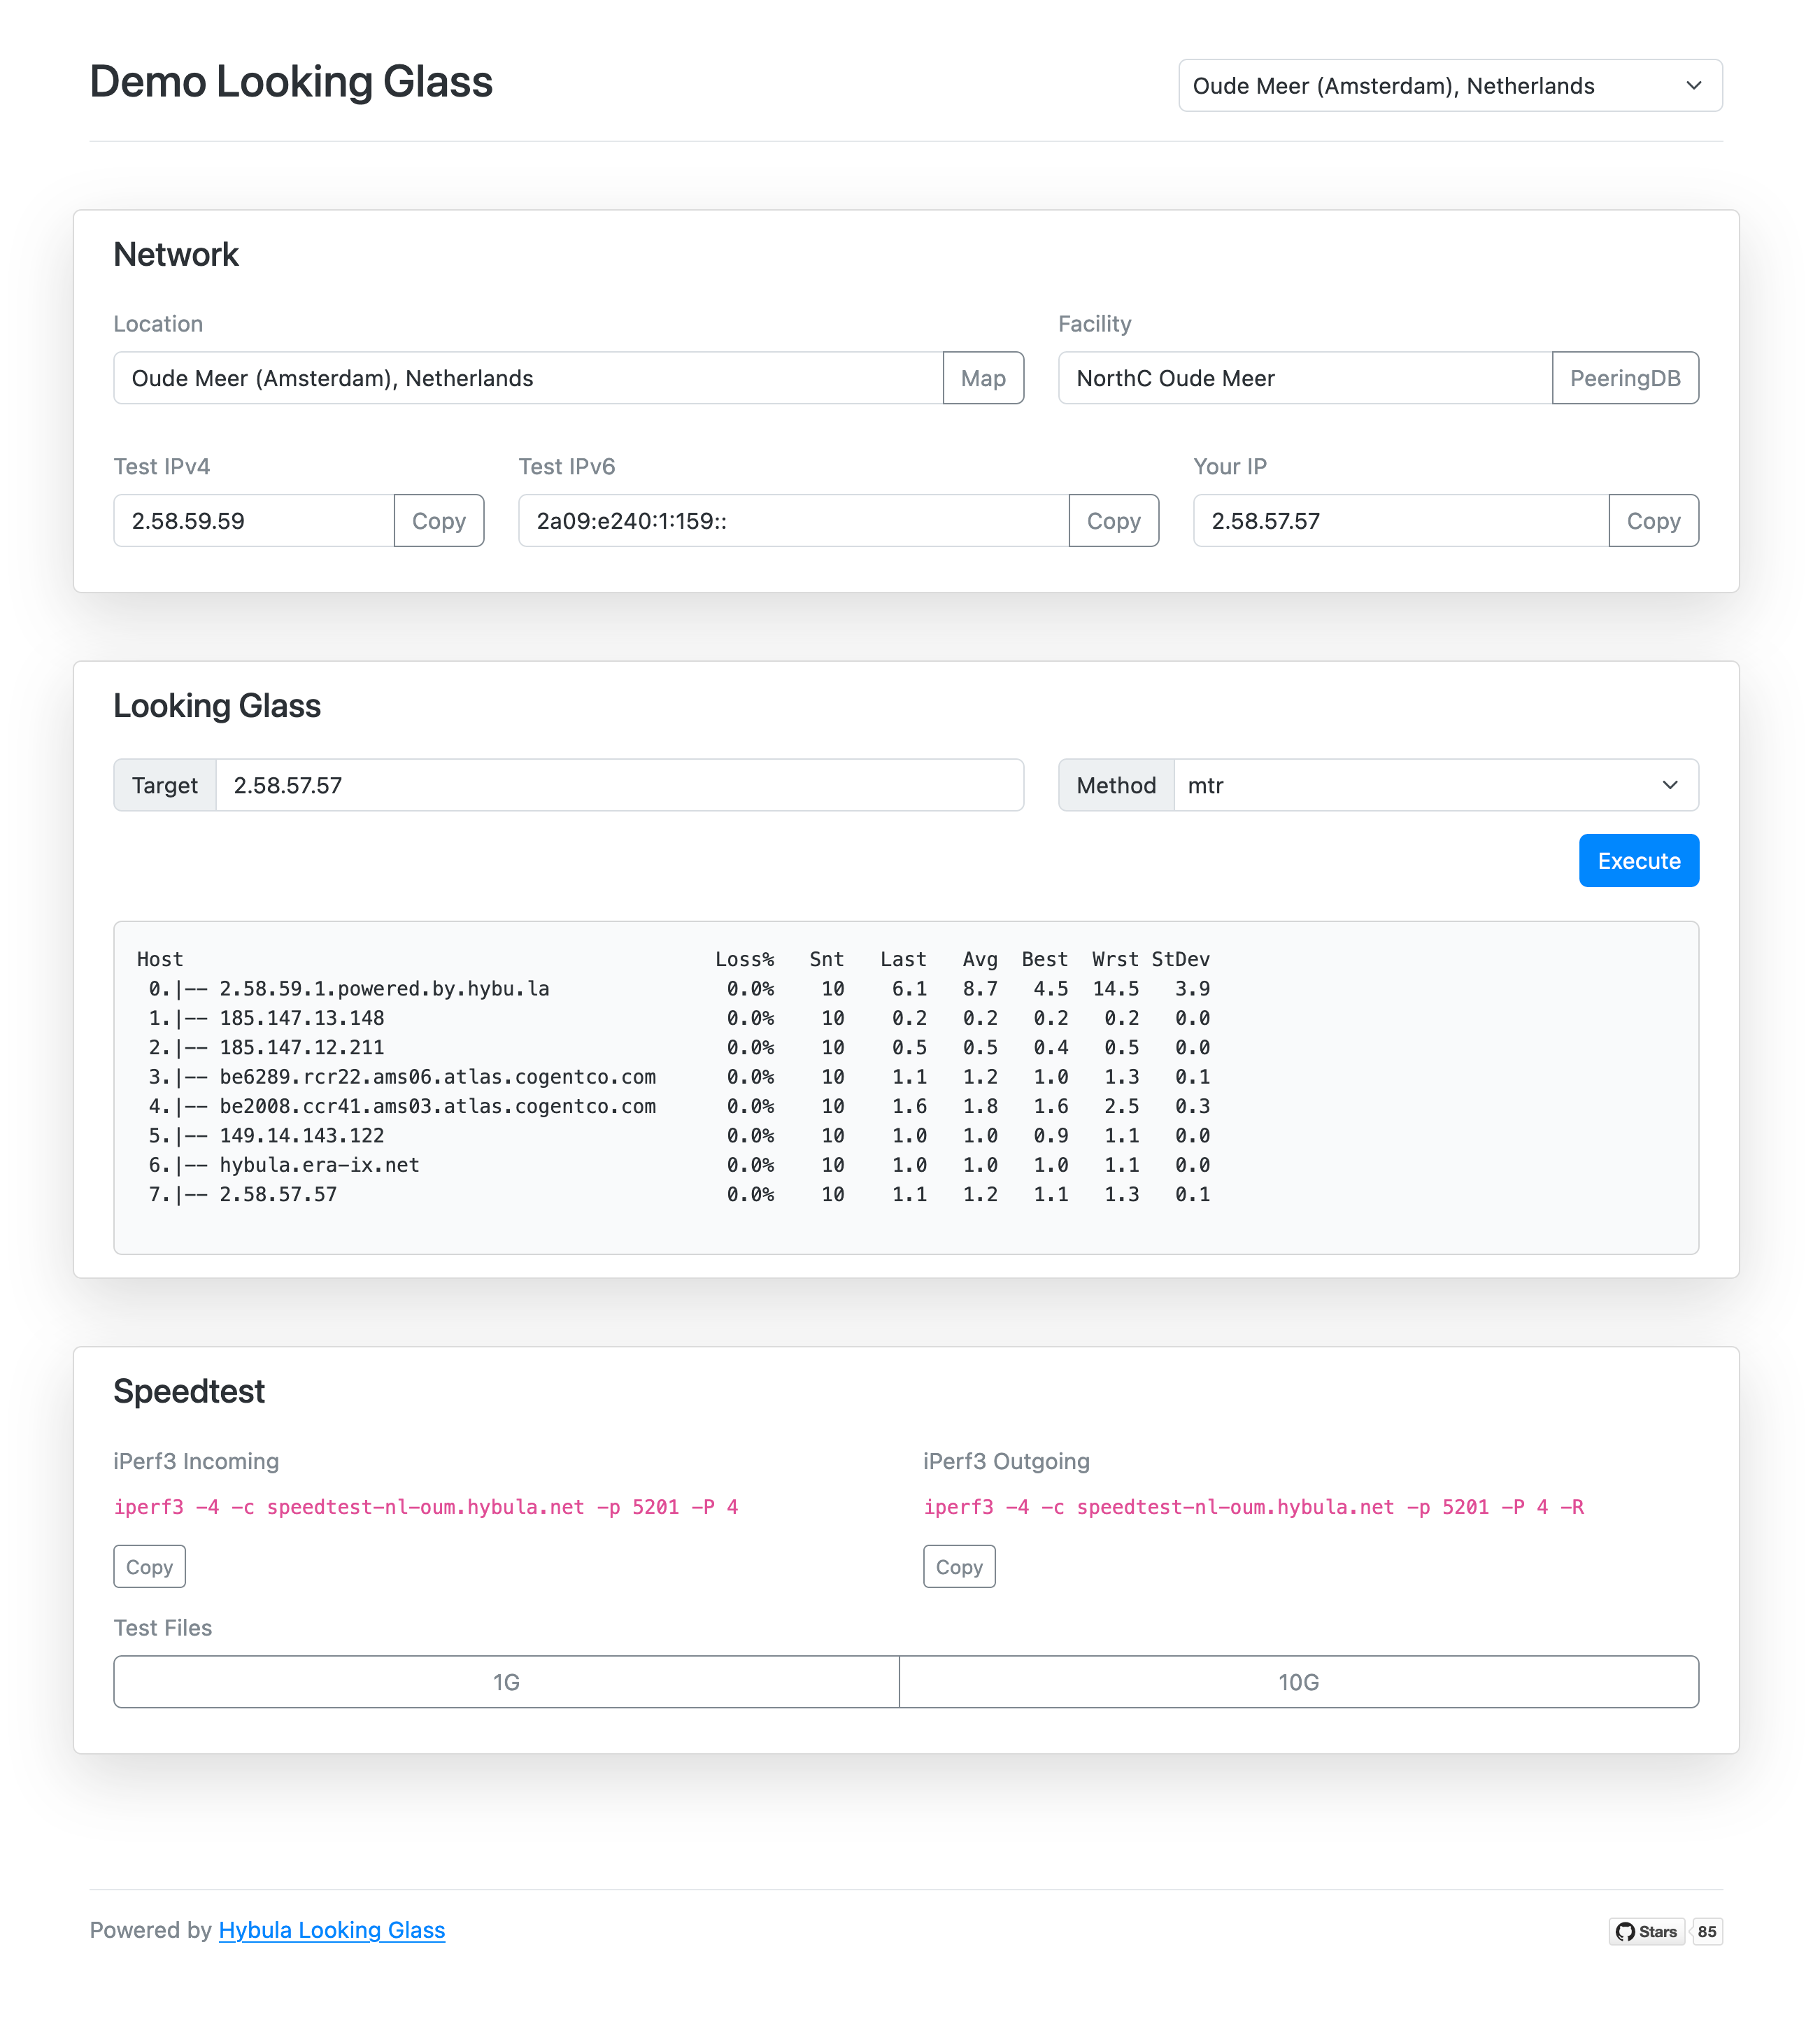 Demo Looking Glass
Oude Meer (Amsterdam), Netherlands
Network
Location
Facility
Oude Meer (Amsterdam), Netherlands Map
NorthC Oude Meer PeeringDB
Test IPv4
Test IPv6
Your IP
2.58.59.59 Copy
2a09:e240:1:159:: Copy
2.58.57.57 Copy
Looking Glass
Target 2.58.57.57
Method mtr
Execute
Host Loss% Snt Last Avg Best Wrst StDev
0.|-- 2.58.59.1.powered.by.hybu.la 0.0% 10 6.1 8.7 4.5 14.5 3.9
1.|-- 185.147.13.148 0.0% 10 0.2 0.2 0.2 0.2 0.0
2.|-- 185.147.12.211 0.0% 10 0.5 0.5 0.4 0.5 0.0
3.|-- be6289.rcr22.ams06.atlas.cogentco.com 0.0% 10 1.1 1.2 1.0 1.3 0.1
4.|-- be2008.ccr41.ams03.atlas.cogentco.com 0.0% 10 1.6 1.8 1.6 2.5 0.3
5.|-- 149.14.143.122 0.0% 10 1.0 1.0 0.9 1.1 0.0
6.|-- hybula.era-ix.net 0.0% 10 1.0 1.0 1.0 1.1 0.0
7.|-- 2.58.57.57 0.0% 10 1.1 1.2 1.1 1.3 0.1
Speedtest
iPerf3 Incoming
iperf3 -4 -c speedtest-nl-oum.hybula.net -p 5201 -P 4
Copy
iPerf3 Outgoing
iperf3 -4 -c speedtest-nl-oum.hybula.net -p 5201 -P 4 -R
Copy
Test Files
1G
10G
Powered by Hybula Looking Glass
Stars 85